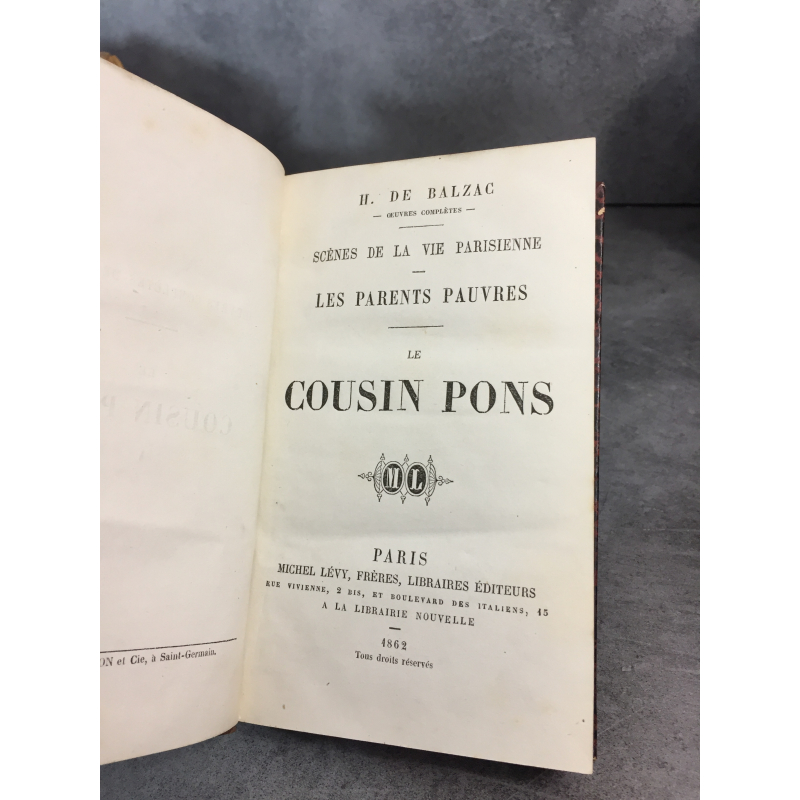 ON et Cie, à Saint-Germain.
H. DE BALZAC
— ŒUVRES COMPLÈTES —
SCÈNES DE LA VIE PARISIENNE
LES PARENTS PAUVRES
LE
COUSIN PONS
ML
PARIS
MICHEL LÉVY, FRÈRES, LIBRAIRES ÉDITEURS
RUE VIVIENNE, 2 BIS, ET BOULEVARD DES ITALIENS, 15
A LA LIBRAIRIE NOUVELLE
1862
Tous droits réservés